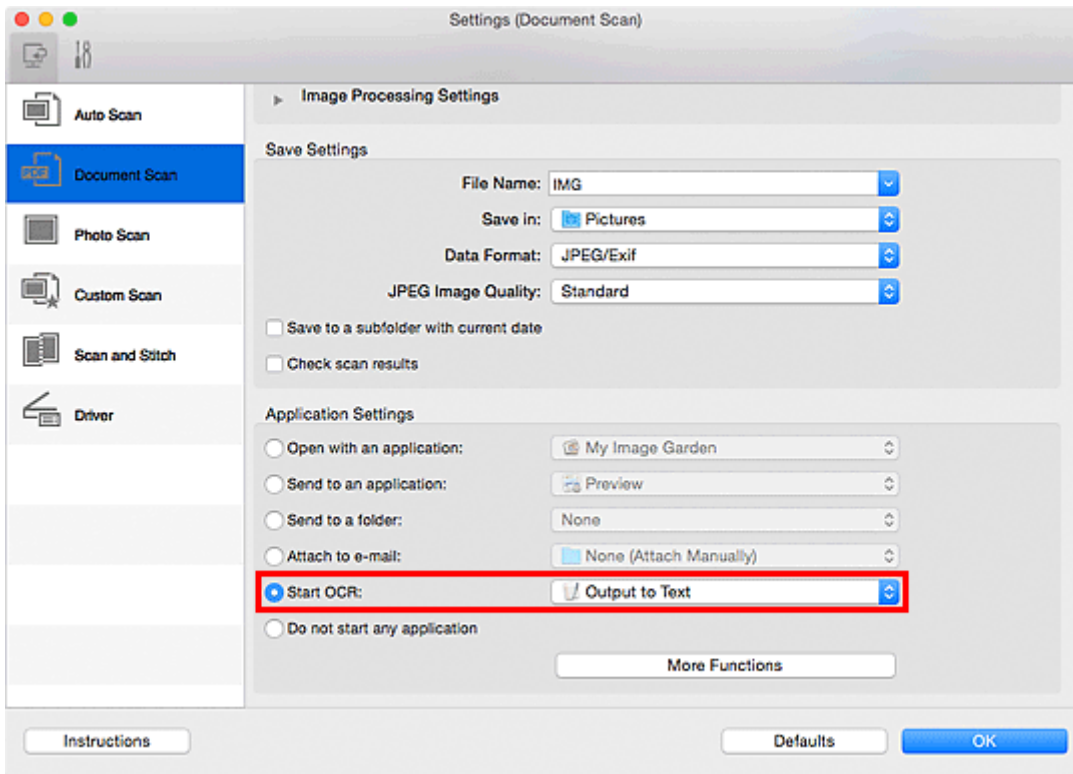 Settings (Document Scan)
Auto Scan
PDF
Document Scan
Photo Scan
Custom Scan
Scan and Stitch
Driver
Image Processing Settings
Save Settings
File Name: IMG
Save in: Pictures
Data Format: JPEG/Exif
JPEG Image Quality: Standard
Save to a subfolder with current date
Check scan results
Application Settings
Open with an application: My Image Garden
Send to an application: Preview
Send to a folder: None
Attach to e-mail: None (Attach Manually)
Start OCR: Output to Text
Do not start any application
More Functions
Instructions Defaults OK